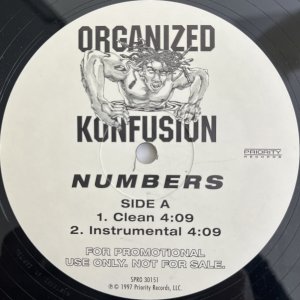 ORGANIZED
KONFUSION
PRIORITY
RECORDS
NUMBERS
SIDE A
1. Clean 4:09
2. Instrumental 4:09
FOR PROMOTIONAL
USE ONLY. NOT FOR SALE.
SPRO 30151
℗ © 1997 Priority Records, LLC.